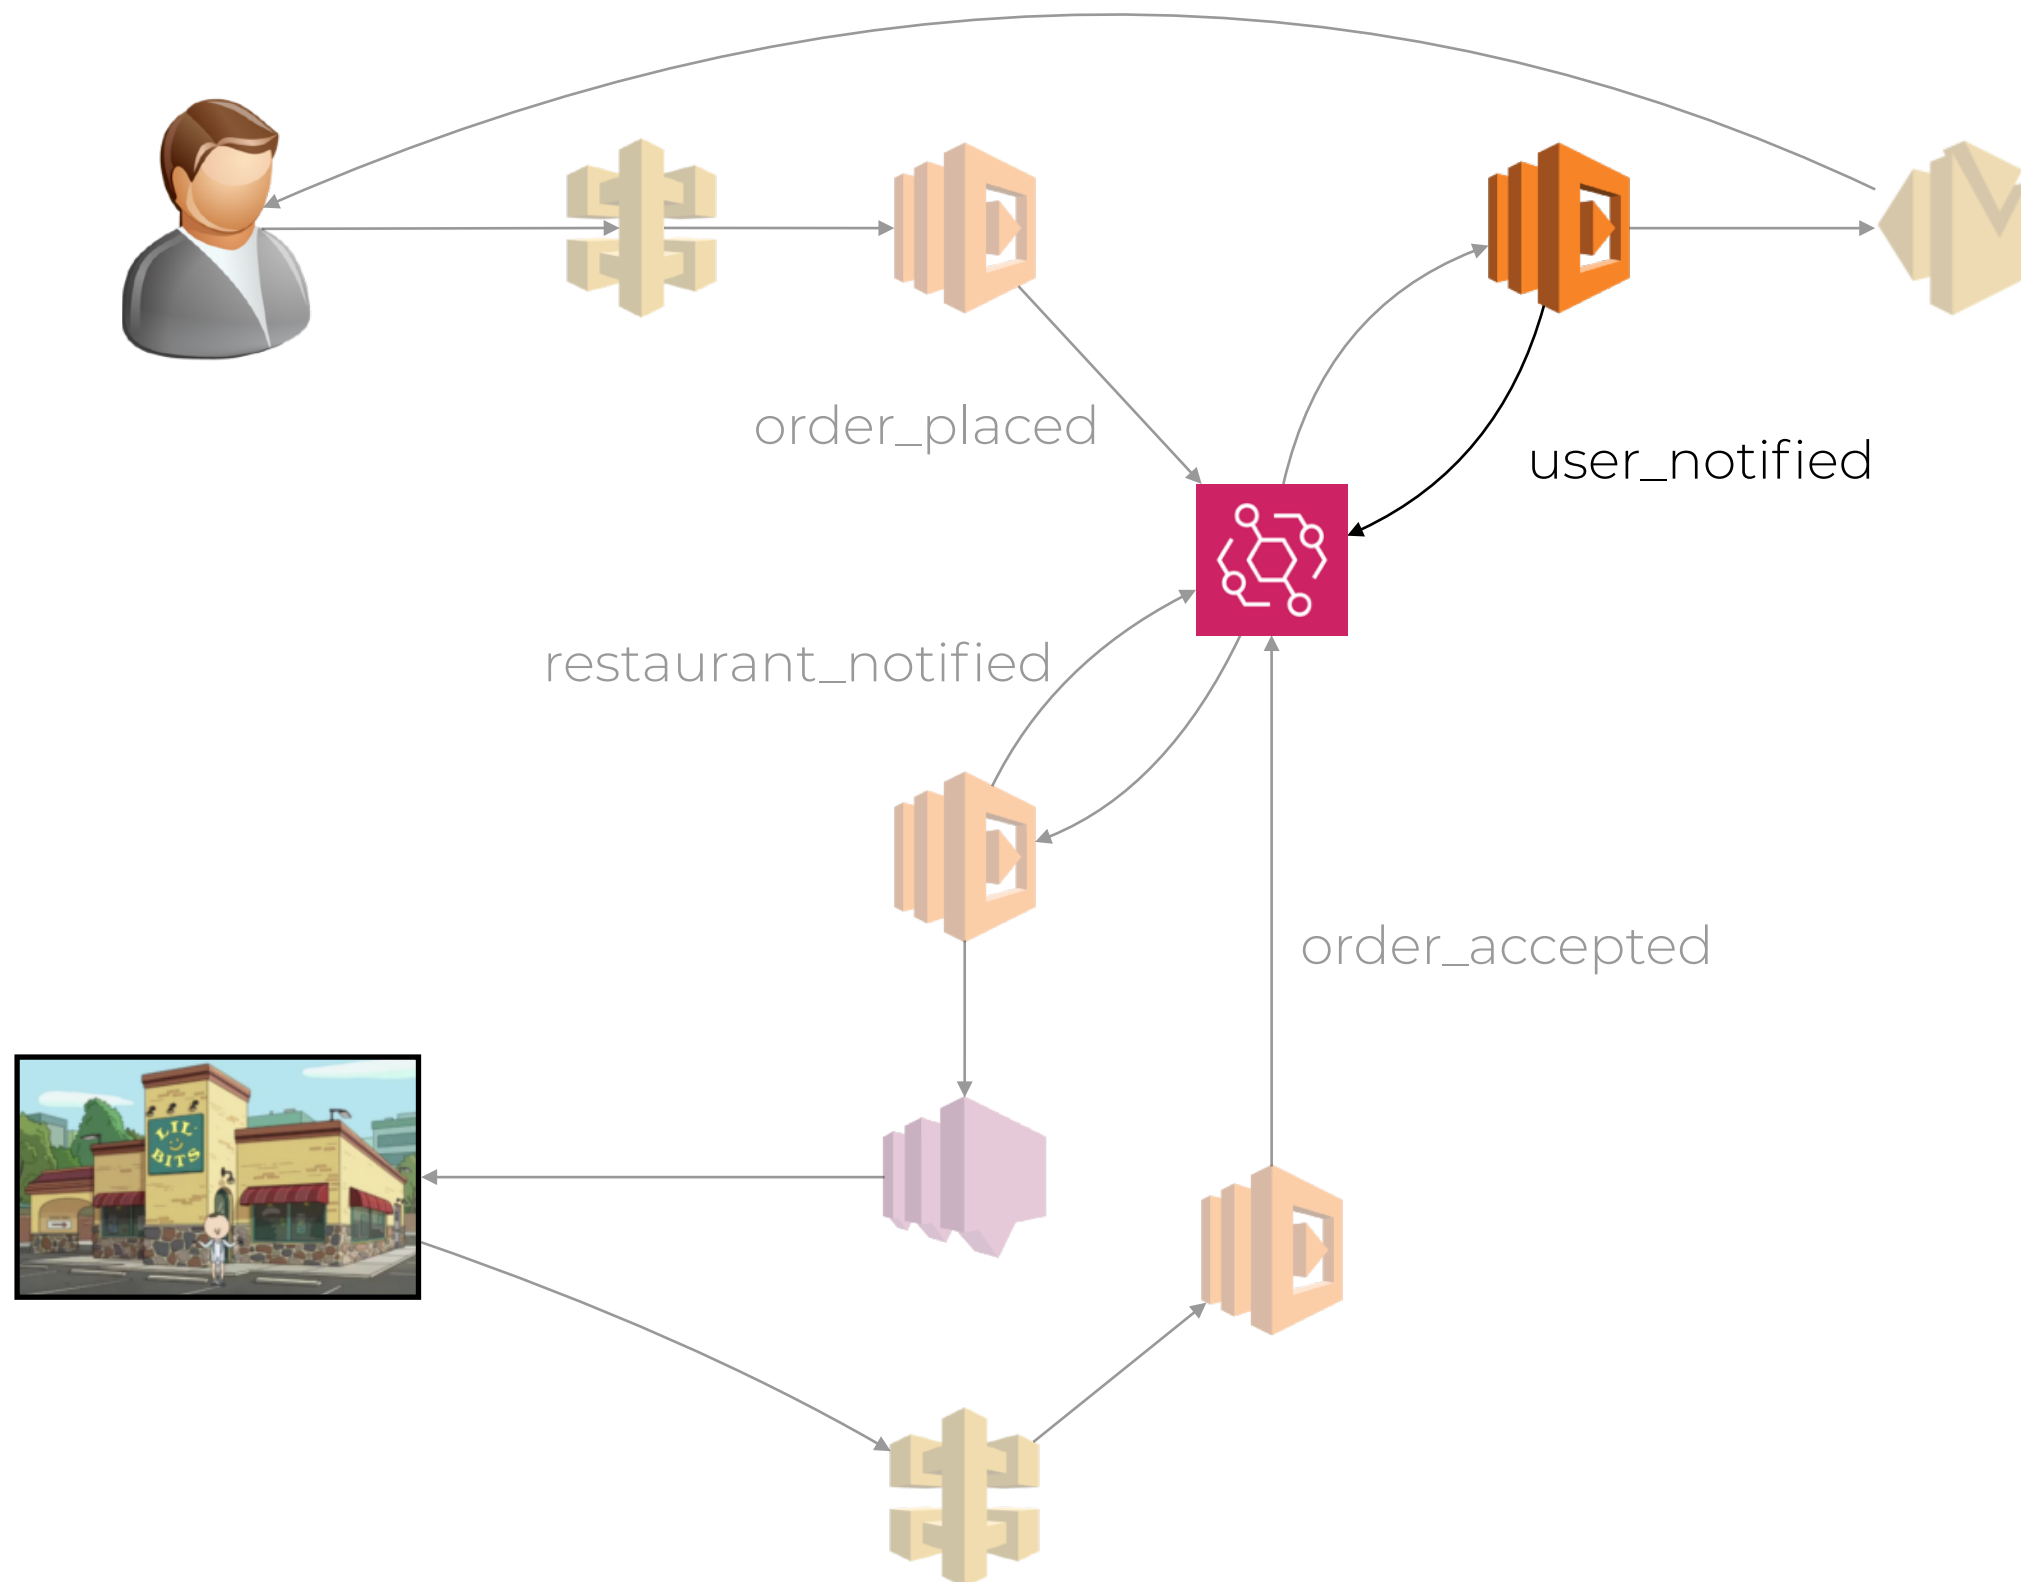 order_placed
user_notified
restaurant_notified
order_accepted
LIL'
BITS